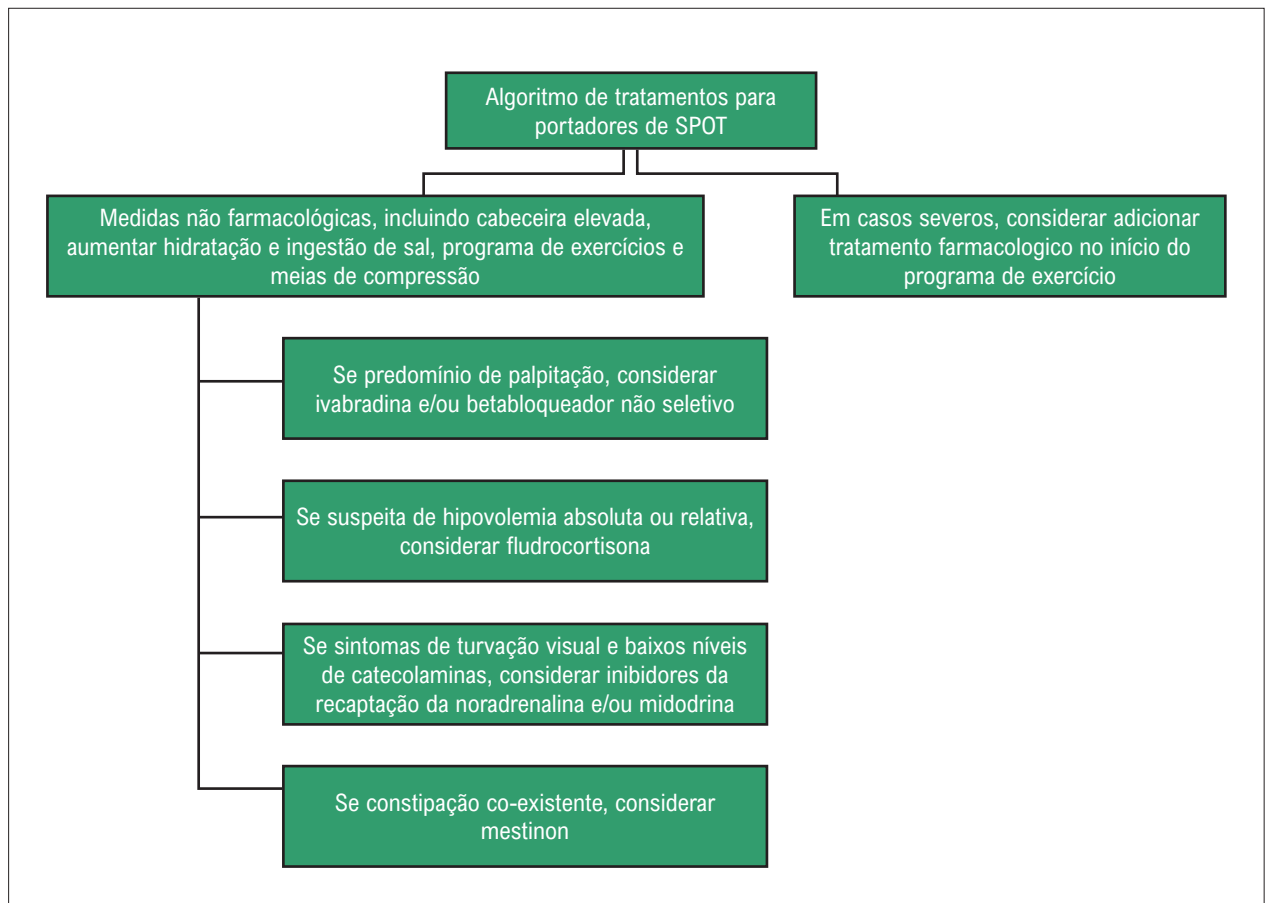 Algoritmo de tratamentos para
portadores de SPOT
Medidas não farmacológicas, incluindo cabeceira elevada,
aumentar hidratação e ingestão de sal, programa de exercícios e
meias de compressão
Em casos severos, considerar adicionar
tratamento farmacologico no início do
programa de exercício
Se predomínio de palpitação, considerar
ivabradina e/ou betabloqueador não seletivo
Se suspeita de hipovolemia absoluta ou relativa,
considerar fludrocortisona
Se sintomas de turvação visual e baixos níveis
de catecolaminas, considerar inibidores da
recaptação da noradrenalina e/ou midodrina
Se constipação co-existente, considerar
mestinon